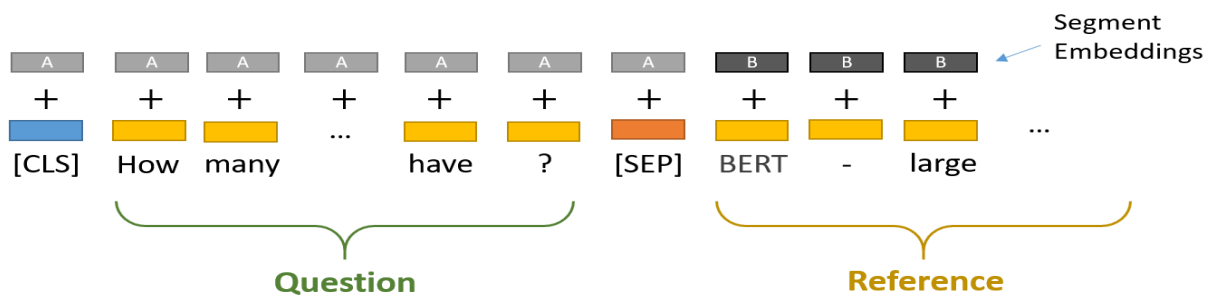 Segment
Embeddings
A A A A A A A B B B
+ + + + + + + + + +
... ...
[CLS] How many have ? [SEP] BERT - large
Question Reference